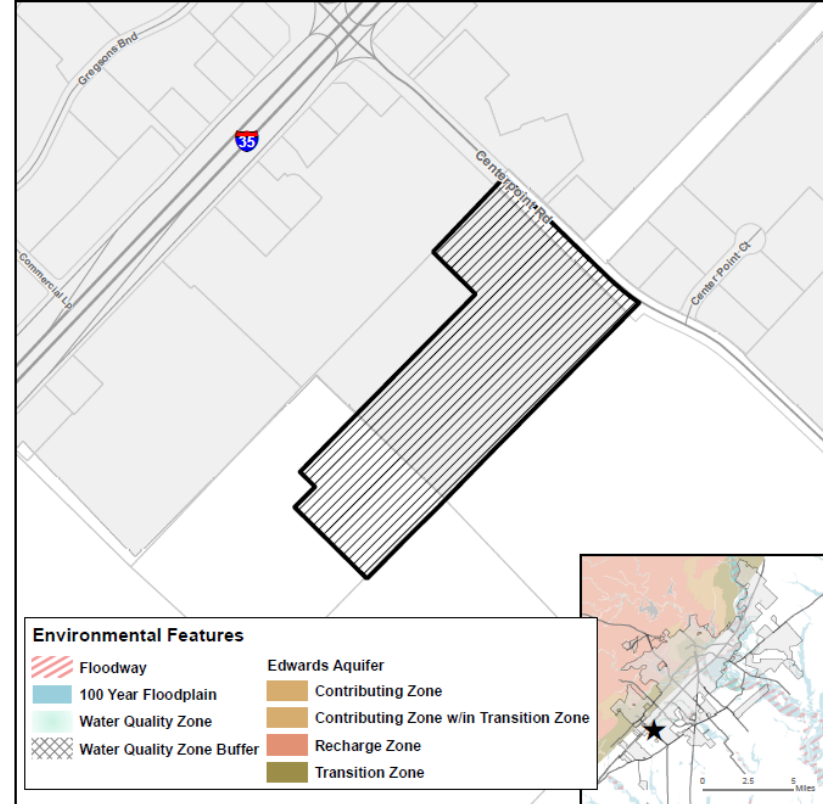 Gregsons Bnd
35
Centerpoint Rd
Commercial Lp
Center Point Ct
Environmental Features
Floodway
100 Year Floodplain
Water Quality Zone
Water Quality Zone Buffer
Edwards Aquifer
Contributing Zone
Contributing Zone w/in Transition Zone
Recharge Zone
Transition Zone
0 2.5 5
Miles